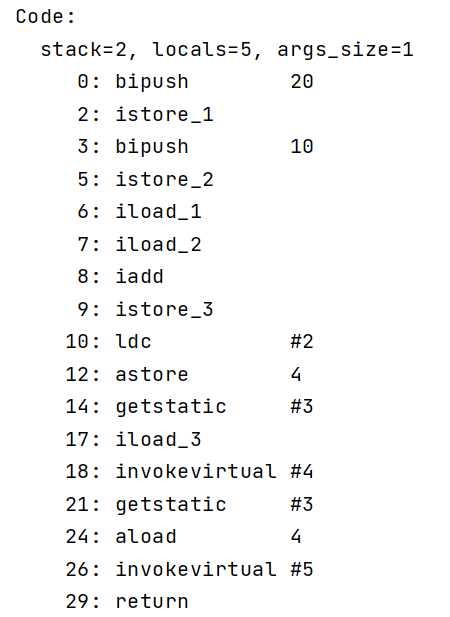 Code:
  stack=2, locals=5, args_size=1
     0: bipush        20
     2: istore_1
     3: bipush        10
     5: istore_2
     6: iload_1
     7: iload_2
     8: iadd
     9: istore_3
    10: ldc           #2
    12: astore        4
    14: getstatic     #3
    17: iload_3
    18: invokevirtual #4
    21: getstatic     #3
    24: aload         4
    26: invokevirtual #5
    29: return